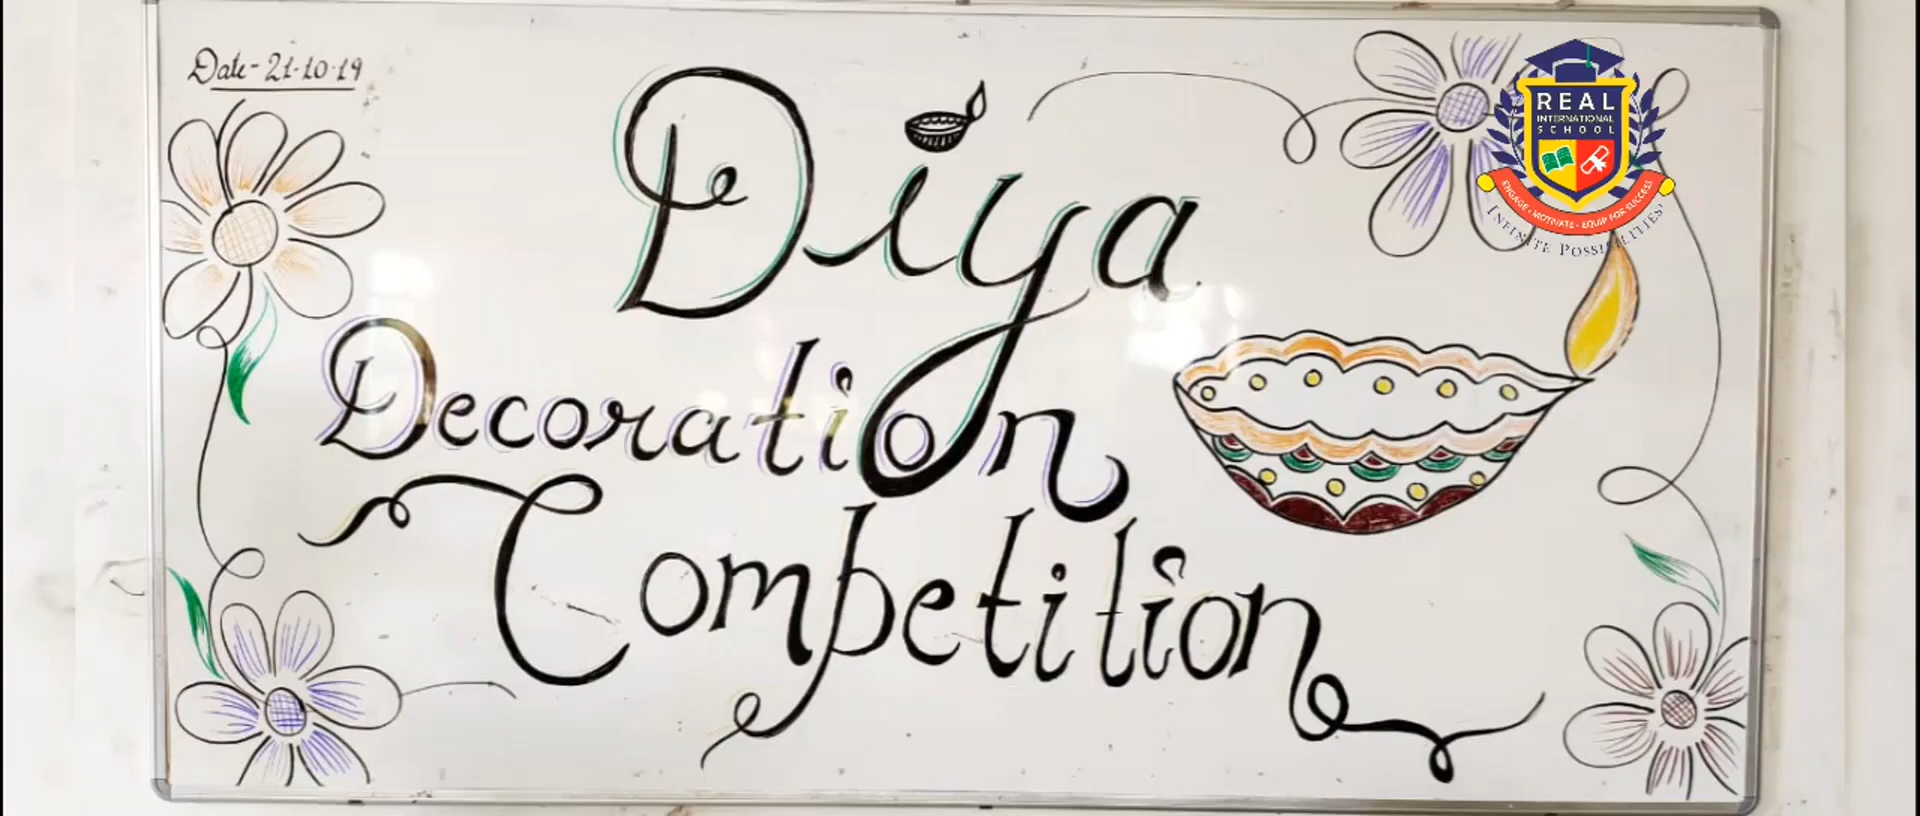 Date - 21.10.19
Diya
Decoration
Competition
REAL
INTERNATIONAL
SCHOOL
ENGAGE • MOTIVATE • EQUIP FOR SUCCESS
INFINITE POSSIBILITIES!